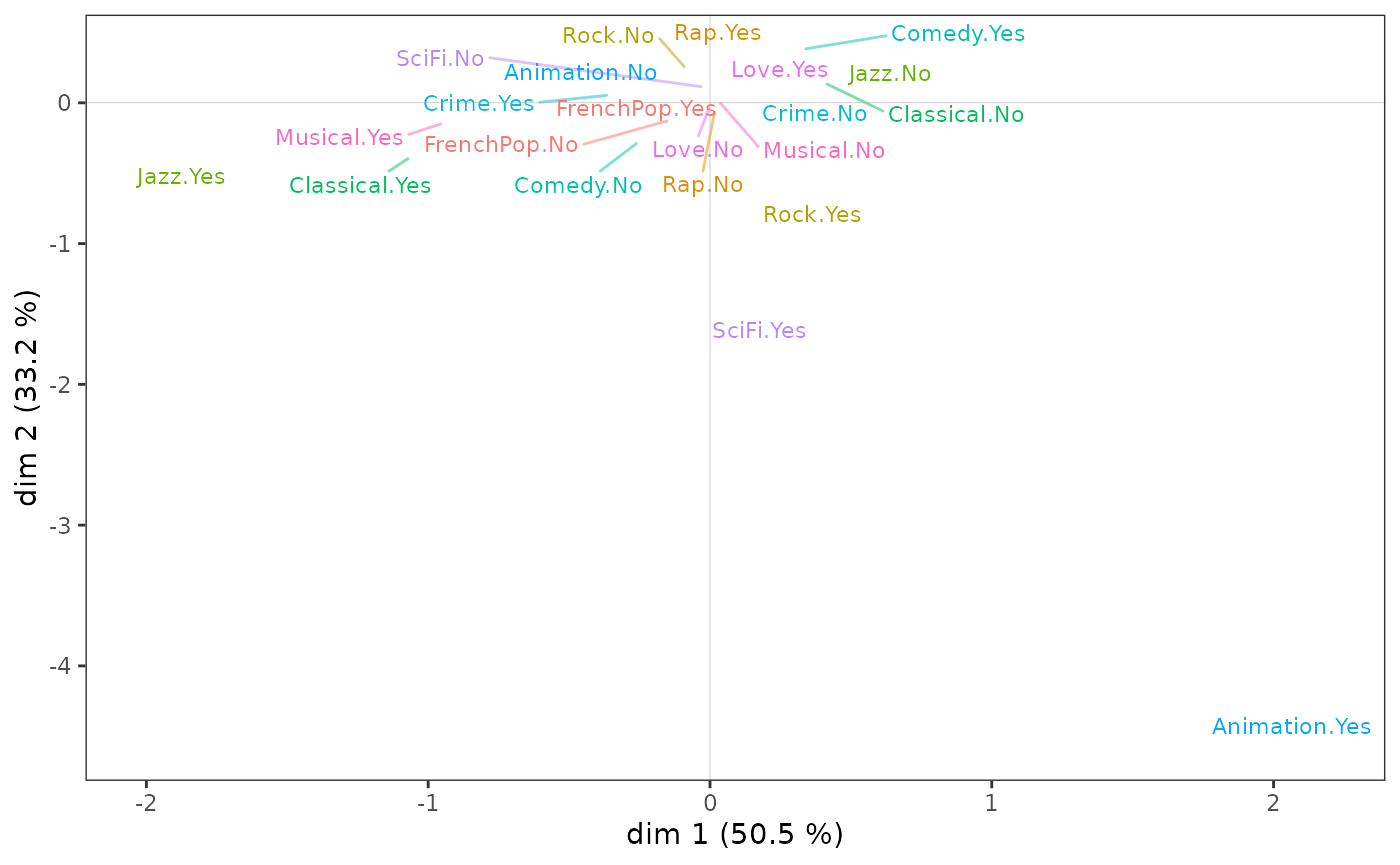 Rock.No
Rap.Yes
Comedy.Yes
SciFi.No
Animation.No
Love.Yes
Jazz.No
0
Crime.Yes
FrenchPop.Yes
Crime.No
Classical.No
Musical.Yes
FrenchPop.No
Love.No
Musical.No
Jazz.Yes
Classical.Yes
Comedy.No
Rap.No
Rock.Yes
-1
SciFi.Yes
-2
-3
-4
Animation.Yes
dim 2 (33.2 %)
-2
-1
0
1
2
dim 1 (50.5 %)